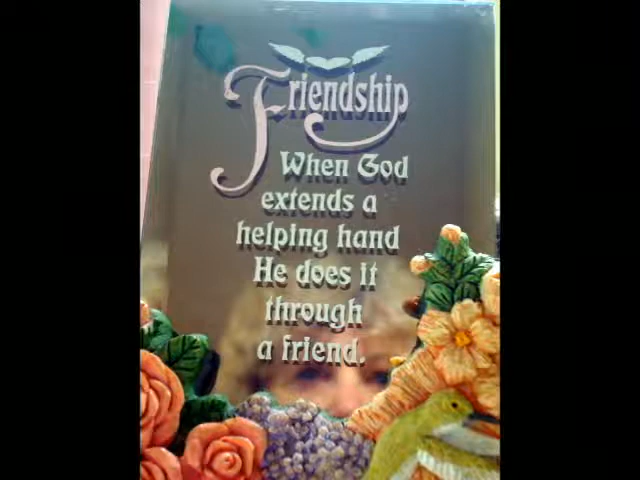 Friendship
When God
extends a
helping hand
He does it
through
a friend.